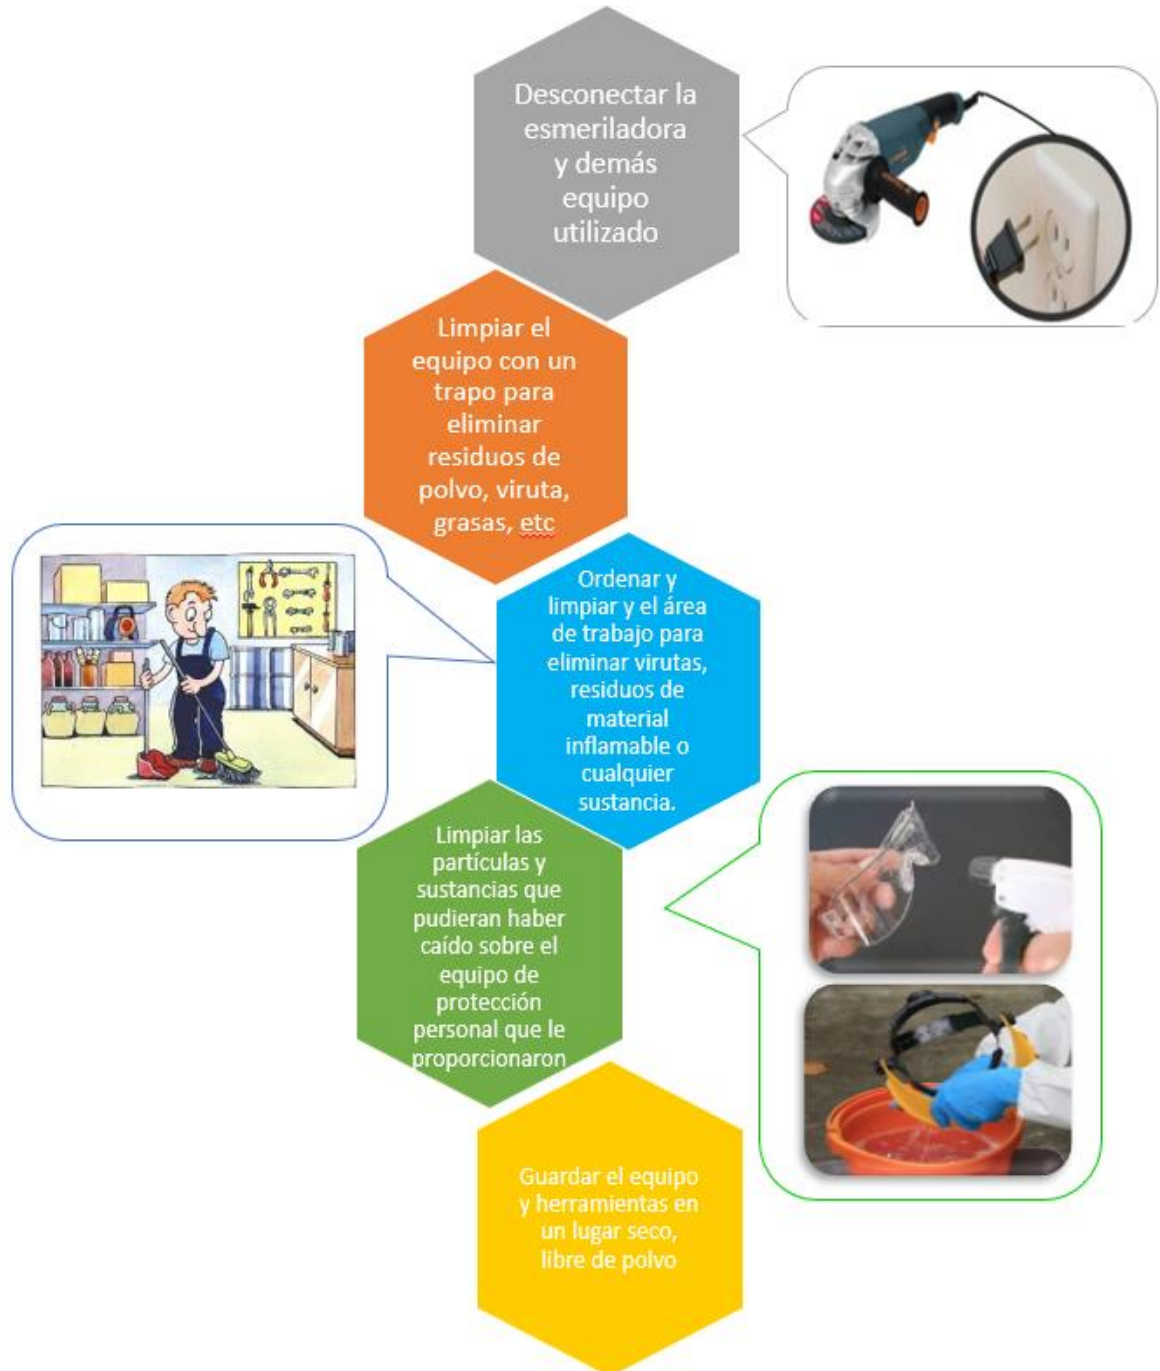 Desconectar la
esmeriladora
y demás
equipo
utilizado
Limpiar el
equipo con un
trapo para
eliminar
residuos de
polvo, viruta,
grasas, etc
Ordenar y
limpiar y el área
de trabajo para
eliminar virutas,
residuos de
material
inflamable o
cualquier
sustancia.
Limpiar las
partículas y
sustancias que
pudieran haber
caído sobre el
equipo de
protección
personal que le
proporcionaron
Guardar el equipo
y herramientas en
un lugar seco,
libre de polvo